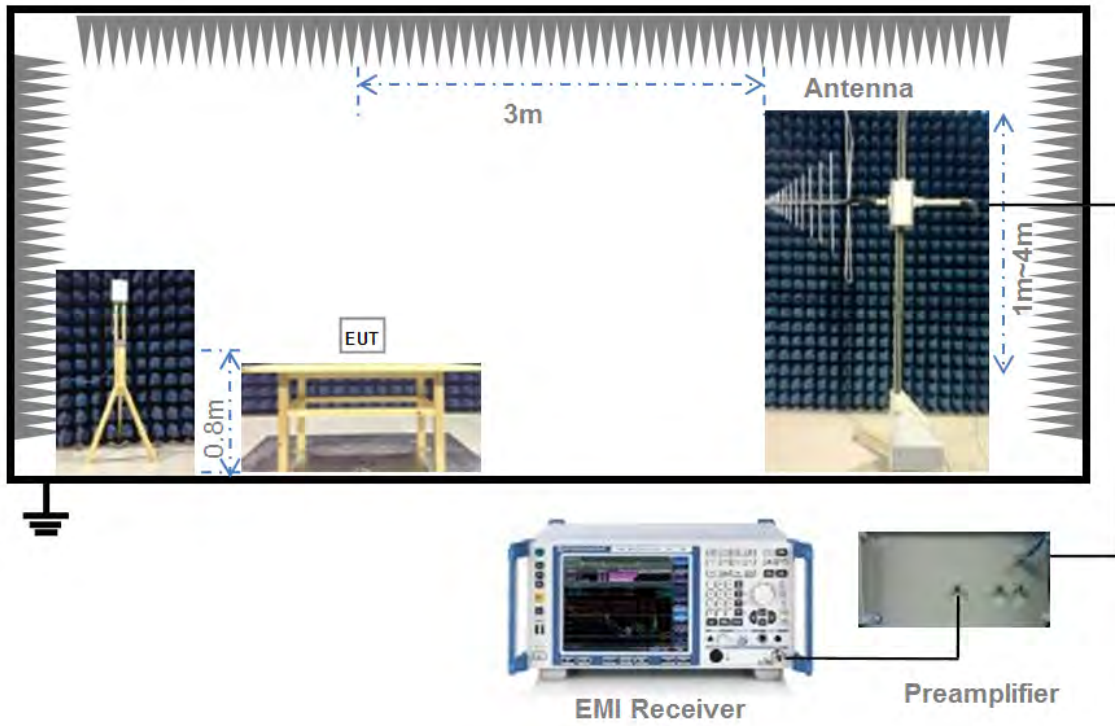 Antenna
3m
1m~4m
EUT
0.8m
EMI Receiver
Preamplifier